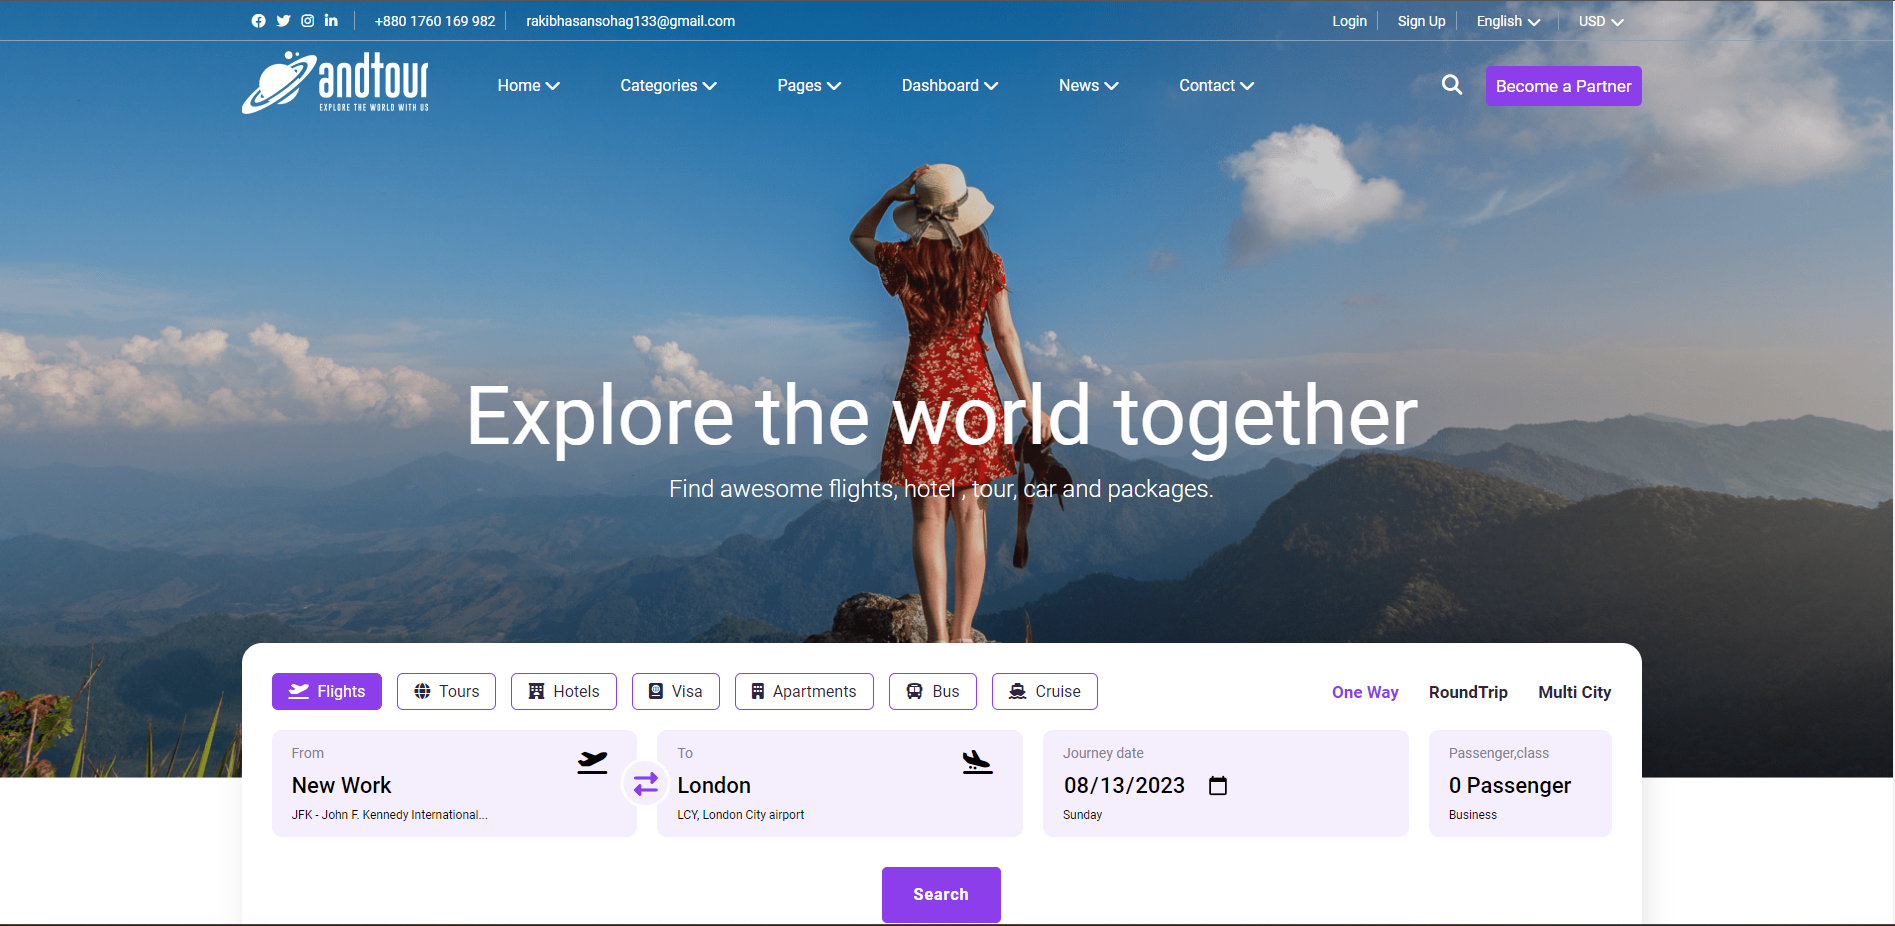 +880 1760 169 982 rakibhasansohag133@gmail.com Login Sign Up English USD
andtour
EXPLORE THE WORLD WITH US
Home Categories Pages Dashboard News Contact Become a Partner
Explore the world together
Find awesome flights, hotel , tour, car and packages.
Flights Tours Hotels Visa Apartments Bus Cruise One Way RoundTrip Multi City
From To Journey date Passenger,class
New Work London 08/13/2023 0 Passenger
JFK - John F. Kennedy International... LCY, London City airport Sunday Business
Search